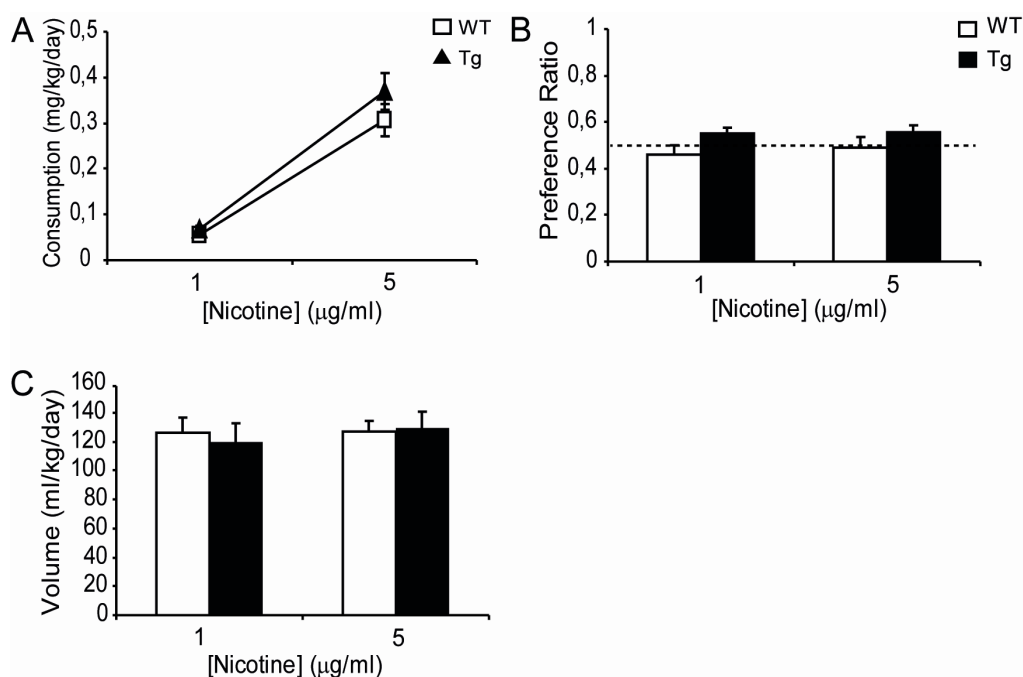 A
Consumption (mg/kg/day)
0,5
0,4
0,3
0,2
0,1
0
1 5
[Nicotine] (μg/ml)
WT
Tg
B
Preference Ratio
1
0,8
0,6
0,4
0,2
0
1 5
[Nicotine] (μg/ml)
WT
Tg
C
Volume (ml/kg/day)
160
140
120
100
80
60
40
20
0
1 5
[Nicotine] (μg/ml)